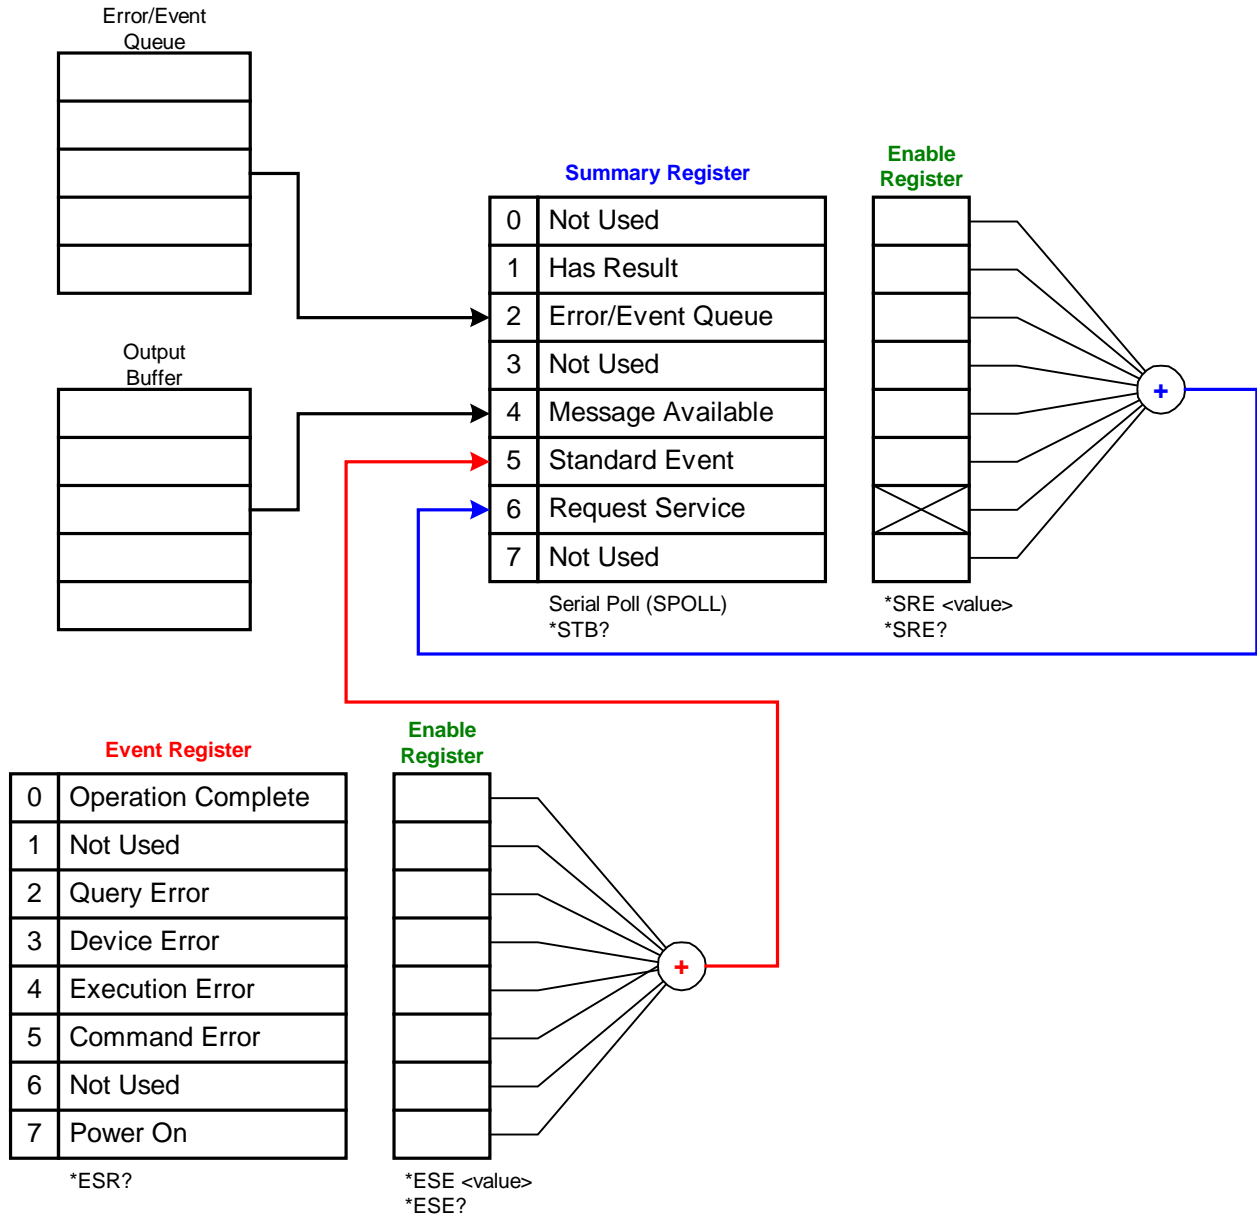 Error/Event
Queue
Summary Register
Enable
Register
0 Not Used
1 Has Result
2 Error/Event Queue
3 Not Used
4 Message Available
5 Standard Event
6 Request Service
7 Not Used
+
Output
Buffer
Serial Poll (SPOLL)
*STB?
*SRE <value>
*SRE?
Event Register
Enable
Register
0 Operation Complete
1 Not Used
2 Query Error
3 Device Error
4 Execution Error
5 Command Error
6 Not Used
7 Power On
+
*ESR?
*ESE <value>
*ESE?